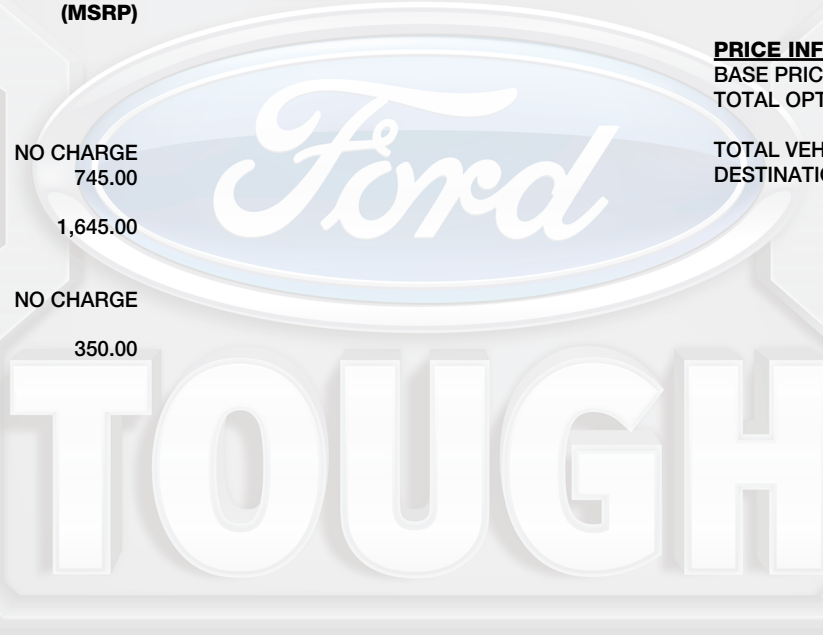 (MSRP)
NO CHARGE
745.00
1,645.00
NO CHARGE
350.00
PRICE INF
BASE PRIC
TOTAL OPT
TOTAL VEH
DESTINATI
Ford
TOUGH